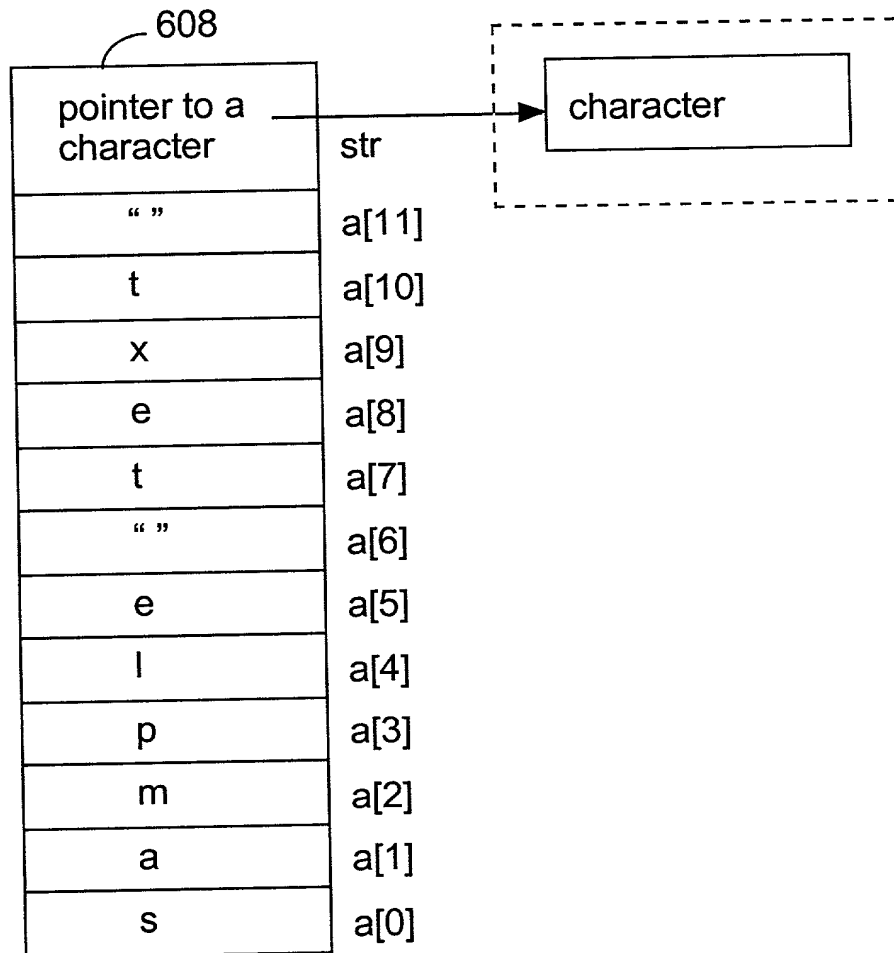 608
pointer to a
character
str
character
“ ” a[11]
t a[10]
x a[9]
e a[8]
t a[7]
“ ” a[6]
e a[5]
l a[4]
p a[3]
m a[2]
a a[1]
s a[0]